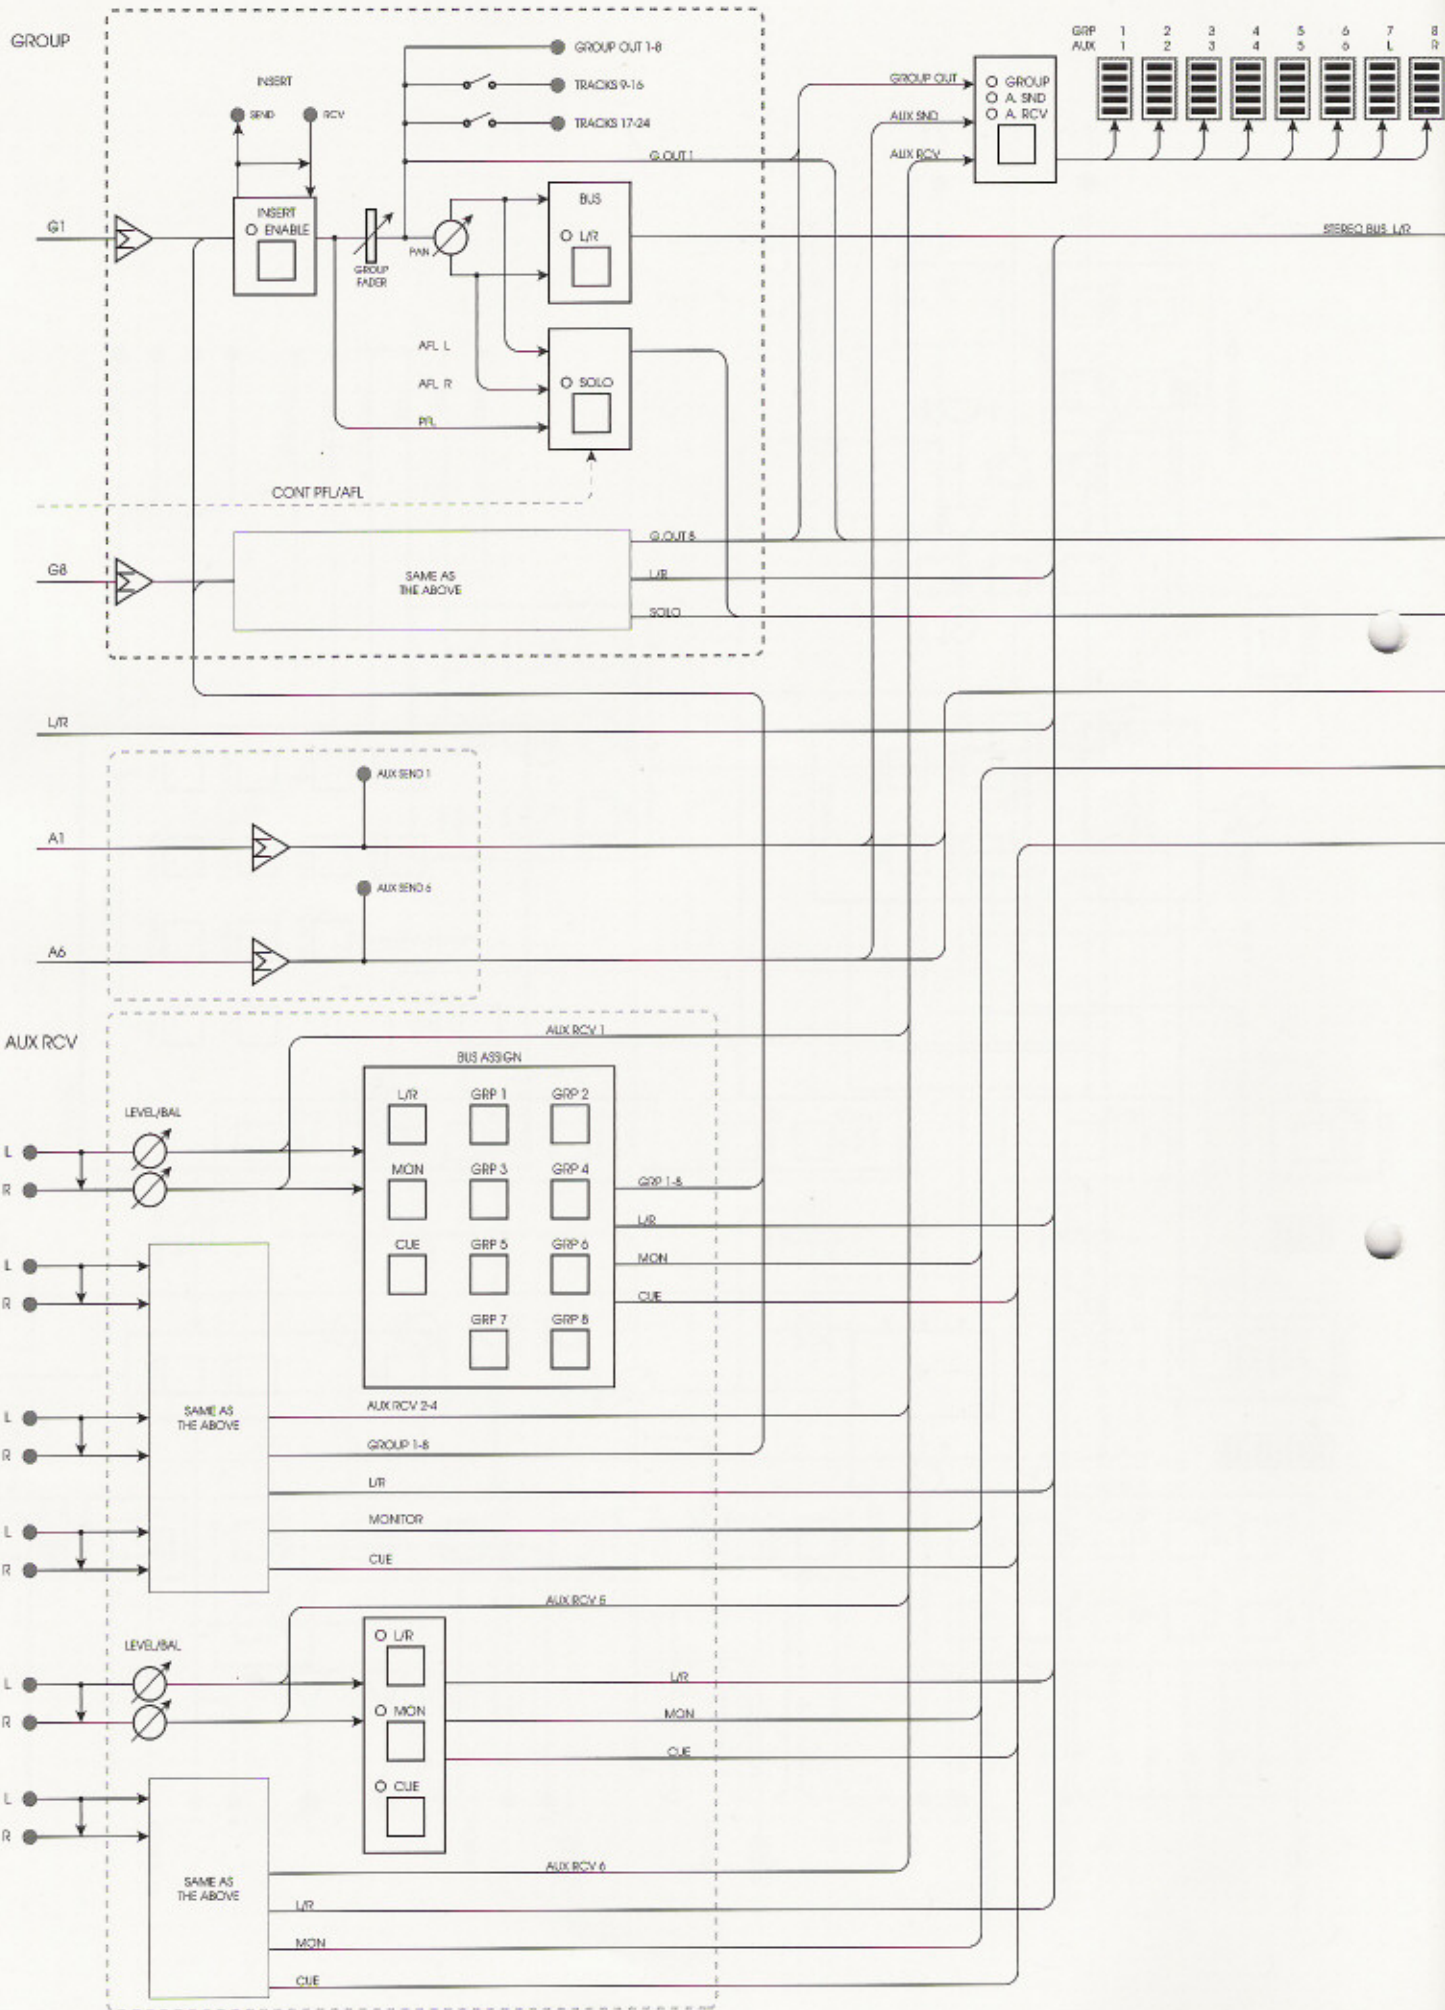 GROUP
GROUP OUT 1-8
INSERT
TRACKS 9-16
SEND
RCV
TRACKS 17-24
G.OUT 1
GRP 1 2 3 4 5 6 7 8
AUX 1 2 3 4 5 6 L R
GROUP OUT
GROUP
A. SND
A. RCV
AUX SND
AUX RCV
G1
INSERT
ENABLE
GROUP
FADER
PAN
BUS
L/R
STEREO BUS L/R
AFL L
AFL R
PFL
SOLO
CONT PFL/AFL
G8
SAME AS
THE ABOVE
G.OUT 8
L/R
SOLO
L/R
AUX SEND 1
A1
AUX SEND 6
A6
AUX RCV
AUX RCV 1
BUS ASSIGN
LEVEL/BAL
L/R GRP 1 GRP 2
MON GRP 3 GRP 4
CUE GRP 5 GRP 6
GRP 7 GRP 8
L
R
GRP 1-8
L/R
MON
CUE
L
R
L
R
L
R
SAME AS
THE ABOVE
AUX RCV 2-4
GROUP 1-8
L/R
MONITOR
CUE
AUX RCV 5
LEVEL/BAL
L
R
L/R
MON
CUE
L/R
MON
CUE
L
R
SAME AS
THE ABOVE
AUX RCV 6
L/R
MON
CUE